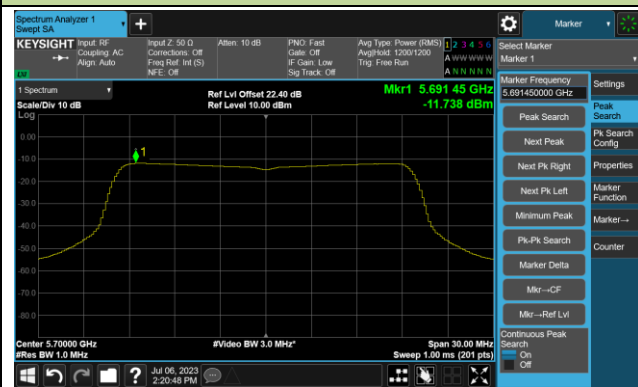 Spectrum Analyzer 1
Swept SA
+
Marker
KEYSIGHT
Input: RF
Coupling: AC
Align: Auto
Input Z: 50 Ω
Corrections: Off
Freq Ref: Int (S)
NFE: Off
Atten: 10 dB
PNO: Fast
Gate: Off
IF Gain: Low
Sig Track: Off
Avg Type: Power (RMS)
Avg|Hold: 1200/1200
Trig: Free Run
1 2 3 4 5 6
A W W W W W
A N N N N N
Select Marker
Marker 1
1 Spectrum
Scale/Div 10 dB
Log
Ref Lvl Offset 22.40 dB
Ref Level 10.00 dBm
Mkr1 5.691 45 GHz
-11.738 dBm
0.00
-10.0
-20.0
-30.0
-40.0
-50.0
-60.0
-70.0
-80.0
1
Center 5.70000 GHz
#Res BW 1.0 MHz
#Video BW 3.0 MHz*
Span 30.00 MHz
Sweep 1.00 ms (201 pts)
Marker Frequency
5.691450000 GHz
Peak Search
Next Peak
Next Pk Right
Next Pk Left
Minimum Peak
Pk-Pk Search
Marker Delta
Mkr→CF
Mkr→Ref Lvl
Continuous Peak
Search
On
Off
Settings
Peak
Search
Pk Search
Config
Properties
Marker
Function
Marker→
Counter
?
Jul 06, 2023
2:20:48 PM